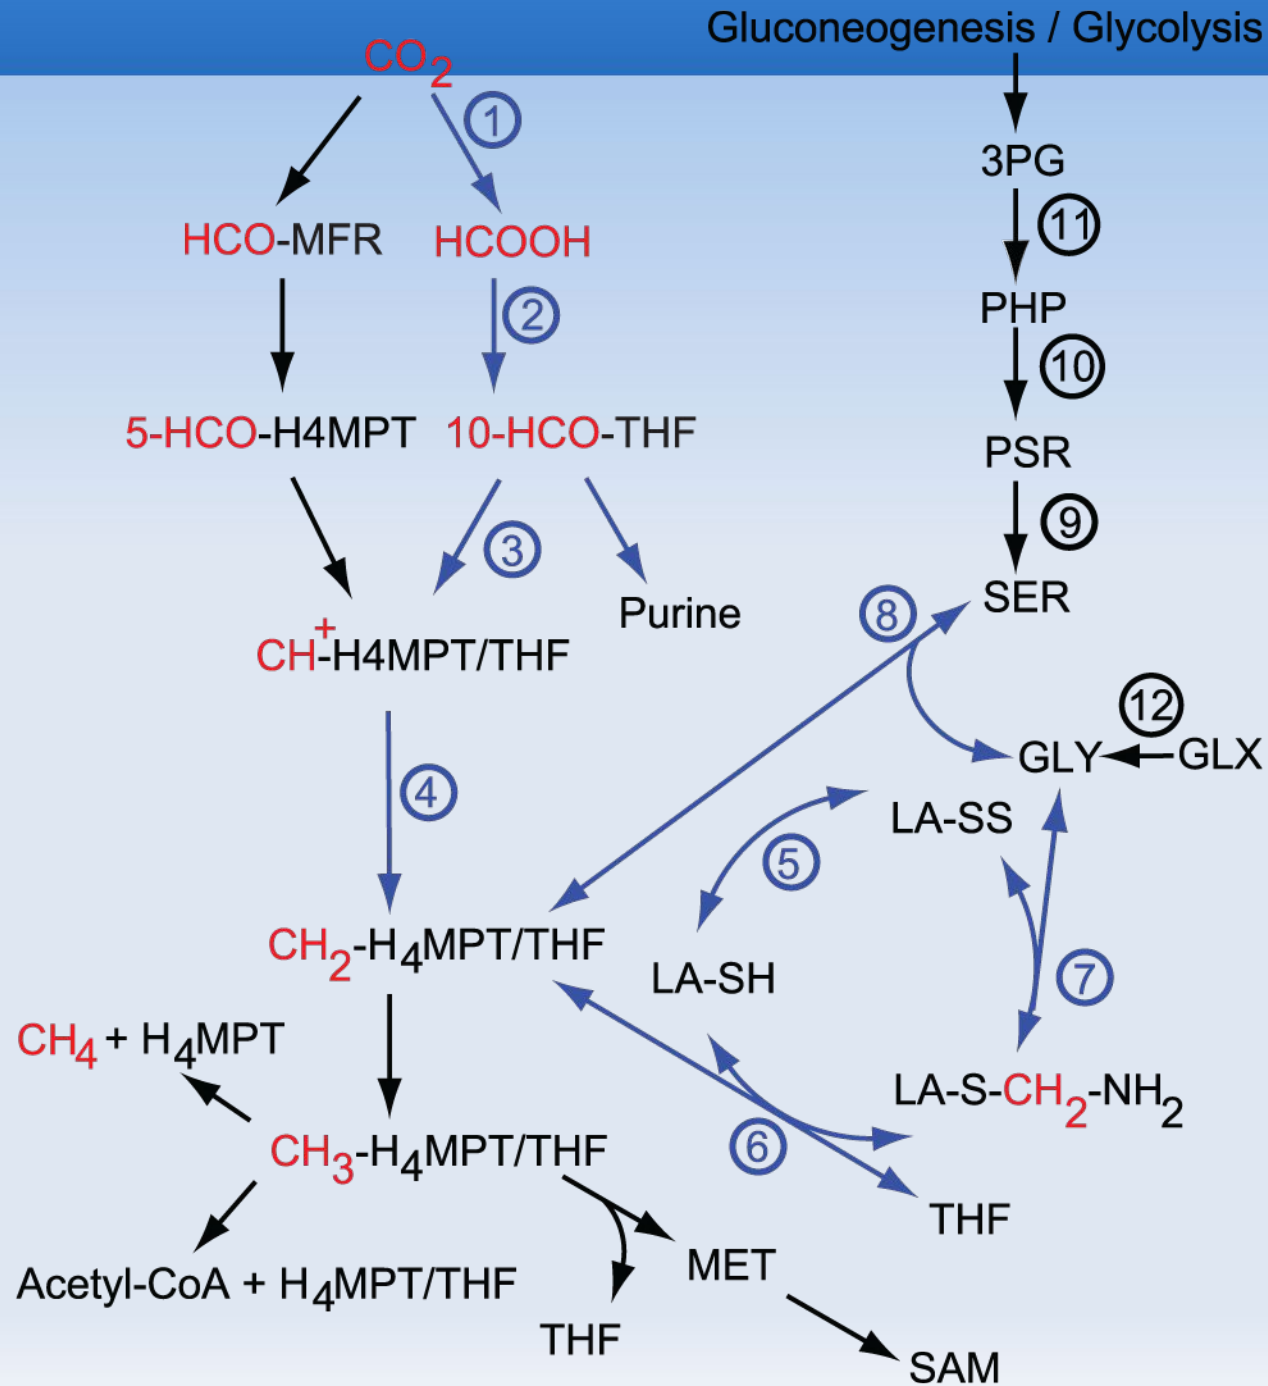 Gluconeogenesis / Glycolysis
CO2
1
3PG
11
HCO-MFR
HCOOH
2
PHP
10
5-HCO-H4MPT
10-HCO-THF
PSR
9
3
SER
Purine
8
CH+-H4MPT/THF
12
GLY
GLX
4
LA-SS
5
CH2-H4MPT/THF
LA-SH
7
CH4 + H4MPT
LA-S-CH2-NH2
CH3-H4MPT/THF
6
THF
MET
Acetyl-CoA + H4MPT/THF
THF
SAM